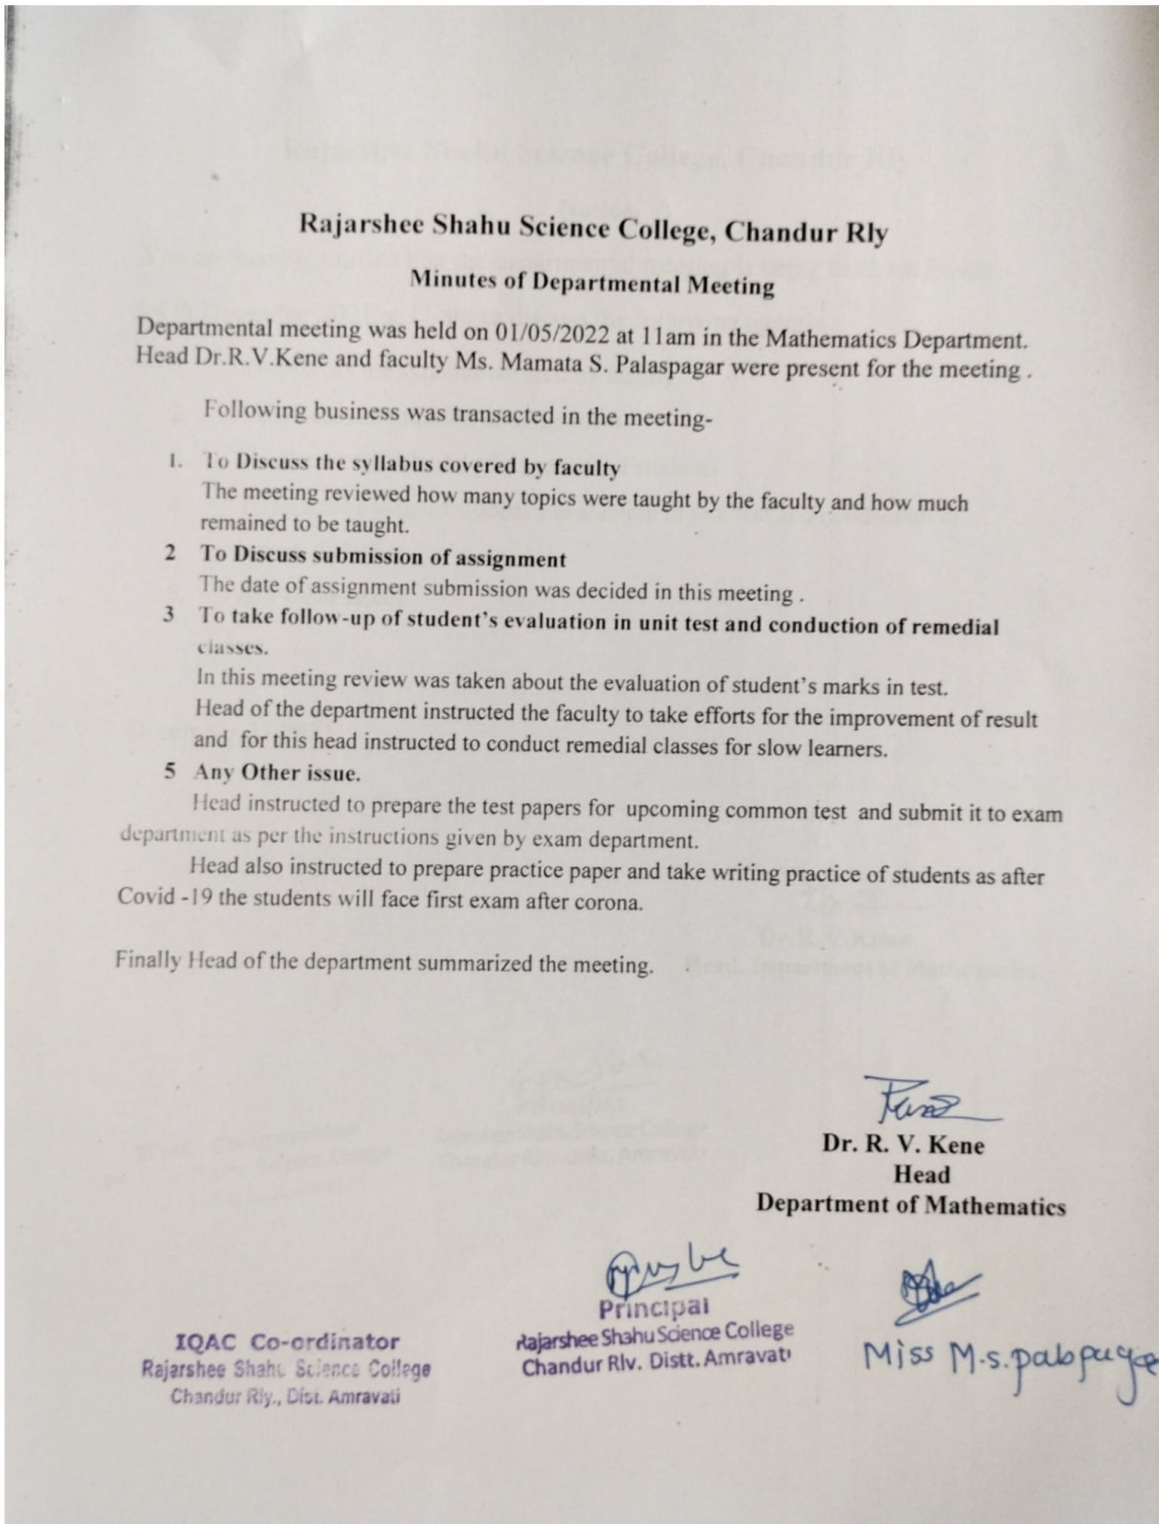 Rajarshee Shahu Science College, Chandur Rly
Minutes of Departmental Meeting
Departmental meeting was held on 01/05/2022 at 11am in the Mathematics Department.
Head Dr.R.V.Kene and faculty Ms. Mamata S. Palaspagar were present for the meeting .
Following business was transacted in the meeting-
1. To Discuss the syllabus covered by faculty
The meeting reviewed how many topics were taught by the faculty and how much
remained to be taught.
2 To Discuss submission of assignment
The date of assignment submission was decided in this meeting .
3 To take follow-up of student's evaluation in unit test and conduction of remedial
classes.
In this meeting review was taken about the evaluation of student's marks in test.
Head of the department instructed the faculty to take efforts for the improvement of result
and for this head instructed to conduct remedial classes for slow learners.
5 Any Other issue.
Head instructed to prepare the test papers for upcoming common test and submit it to exam
department as per the instructions given by exam department.
Head also instructed to prepare practice paper and take writing practice of students as after
Covid -19 the students will face first exam after corona.
Finally Head of the department summarized the meeting.
Dr. R. V. Kene
Head
Department of Mathematics
Principal
Rajarshee Shahu Science College
Chandur Rlv. Distt. Amravati
IQAC Co-ordinator
Rajarshee Shahu Science College
Chandur Rly., Dist. Amravati
Miss M.s.